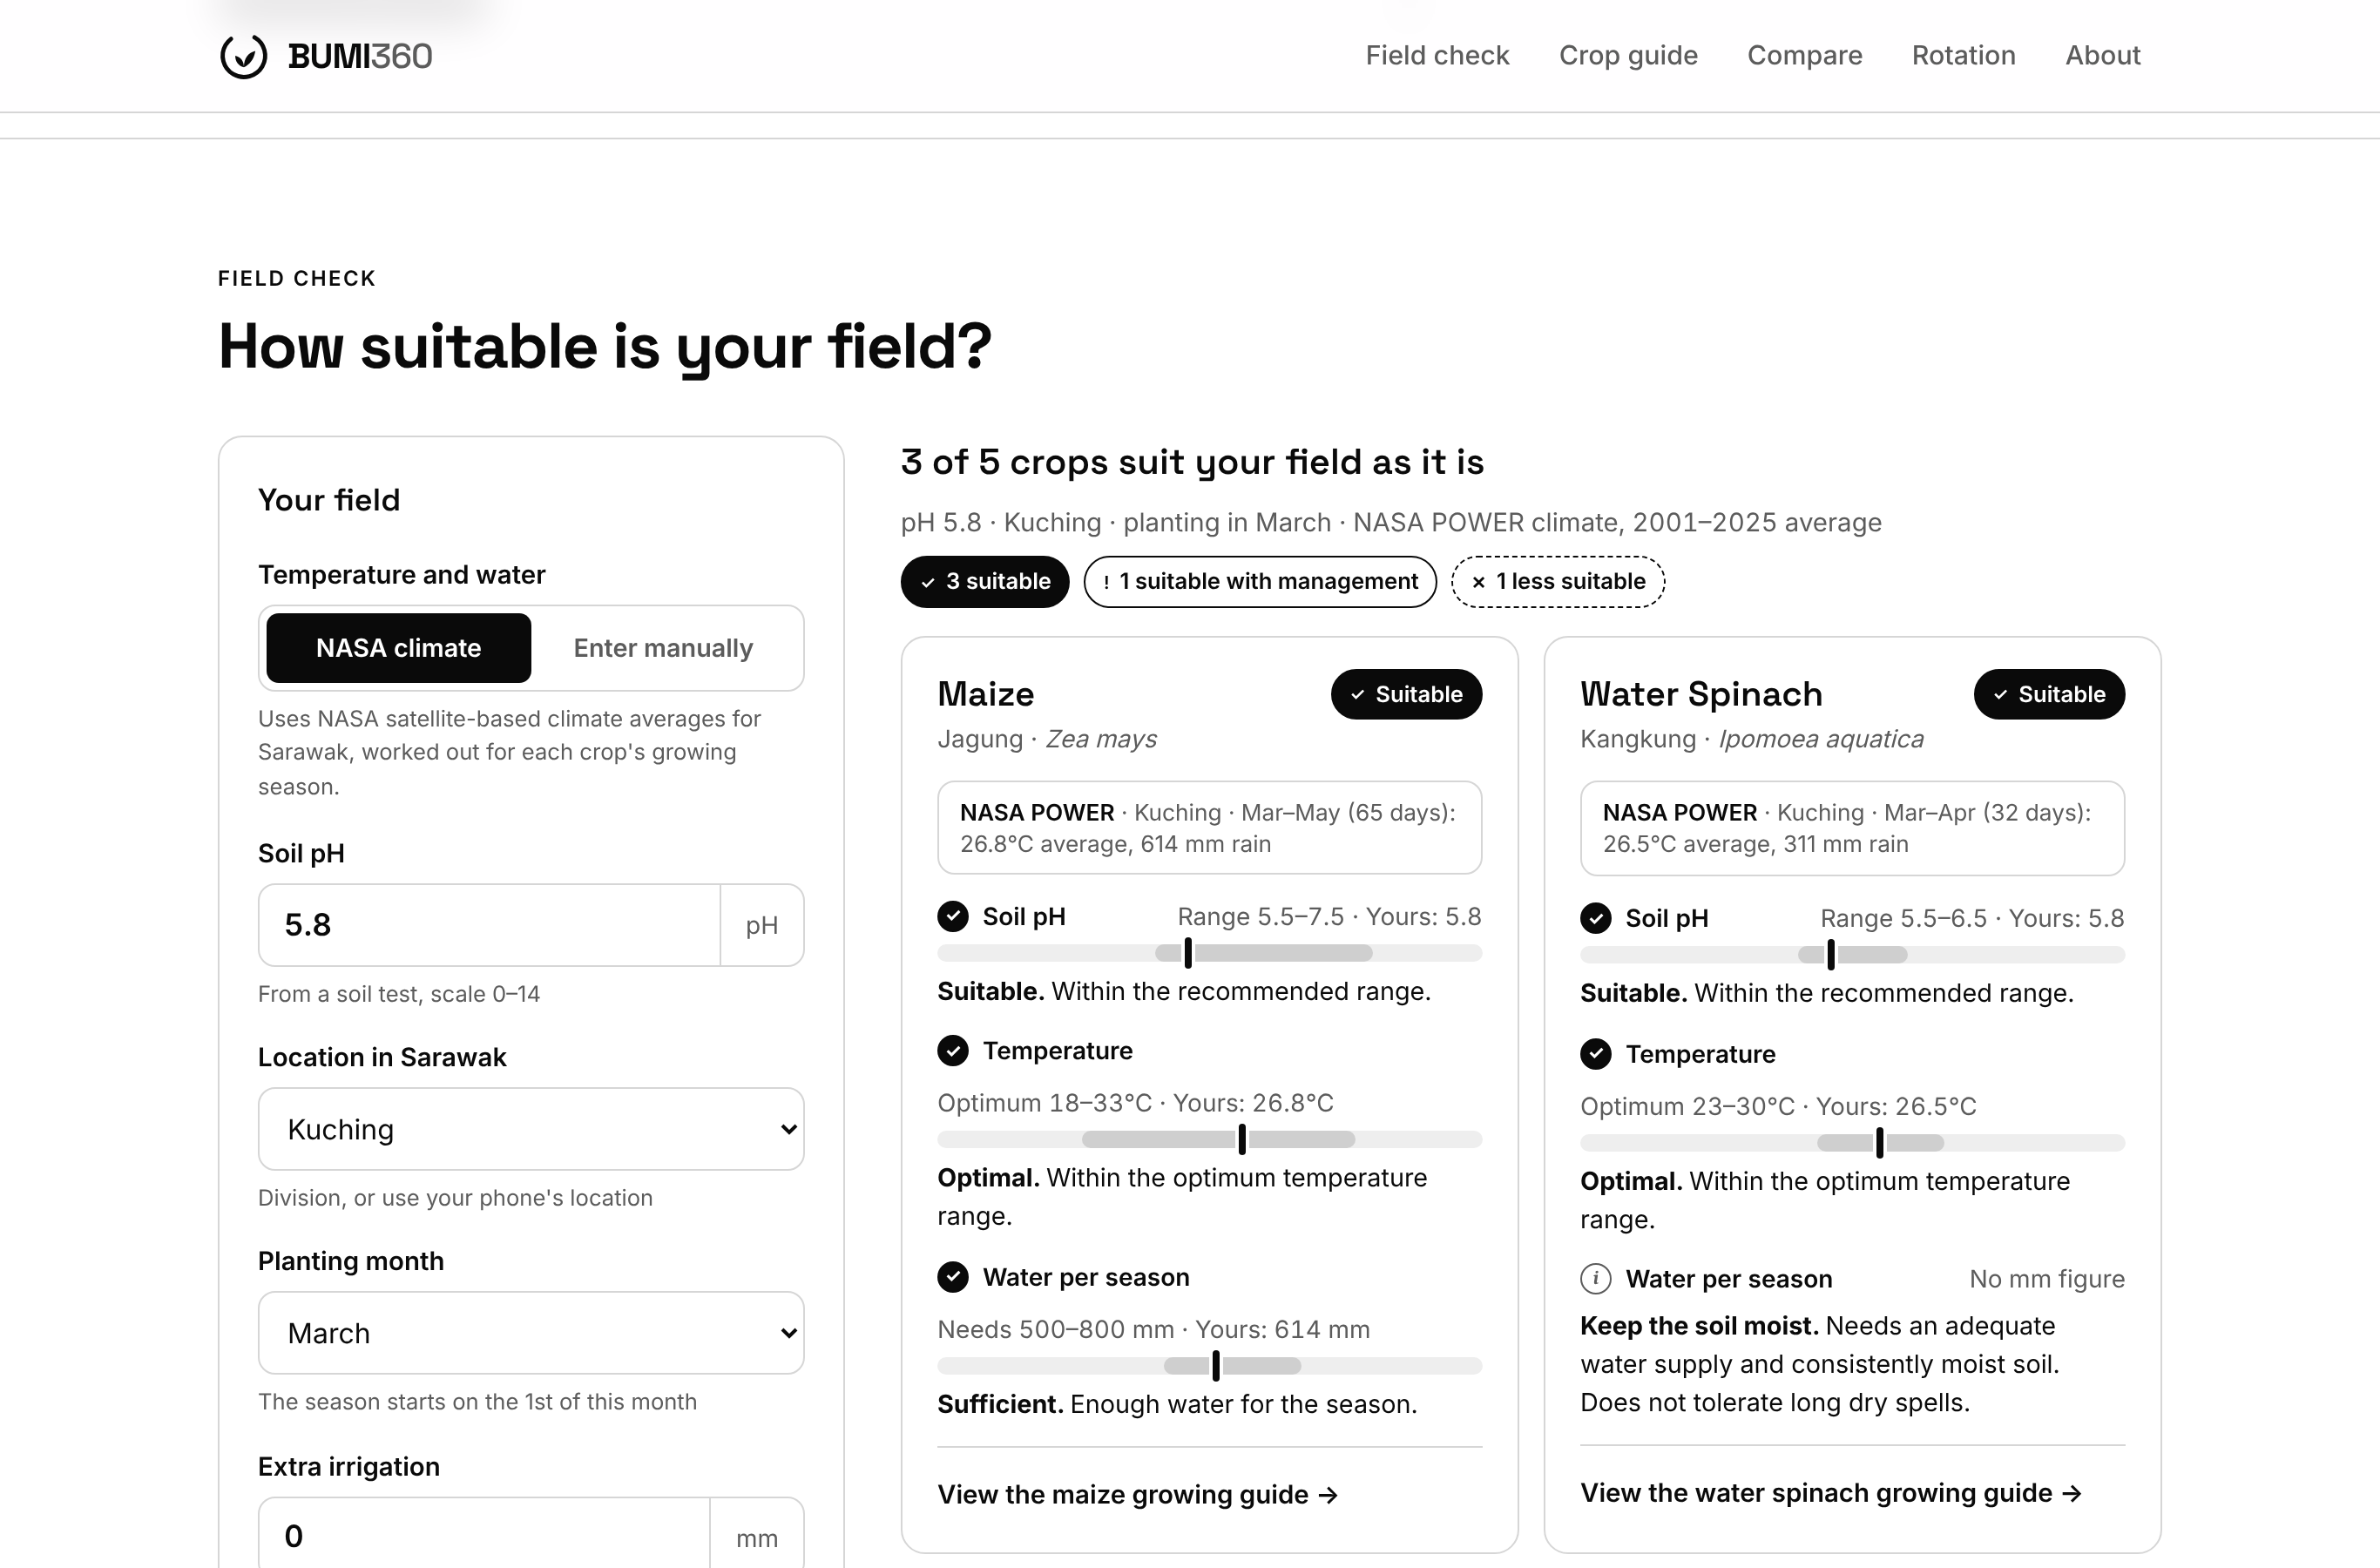 BUMI360
Field check
Crop guide
Compare
Rotation
About
FIELD CHECK
How suitable is your field?
Your field
Temperature and water
NASA climate
Enter manually
Uses NASA satellite-based climate averages for
Sarawak, worked out for each crop's growing
season.
Soil pH
5.8
pH
From a soil test, scale 0–14
Location in Sarawak
Kuching
Division, or use your phone's location
Planting month
March
The season starts on the 1st of this month
Extra irrigation
0
mm
3 of 5 crops suit your field as it is
pH 5.8 · Kuching · planting in March · NASA POWER climate, 2001–2025 average
✓ 3 suitable
! 1 suitable with management
× 1 less suitable
Maize
✓ Suitable
Jagung · Zea mays
NASA POWER · Kuching · Mar–May (65 days):
26.8°C average, 614 mm rain
Soil pH
Range 5.5–7.5 · Yours: 5.8
Suitable. Within the recommended range.
Temperature
Optimum 18–33°C · Yours: 26.8°C
Optimal. Within the optimum temperature
range.
Water per season
Needs 500–800 mm · Yours: 614 mm
Sufficient. Enough water for the season.
View the maize growing guide →
Water Spinach
✓ Suitable
Kangkung · Ipomoea aquatica
NASA POWER · Kuching · Mar–Apr (32 days):
26.5°C average, 311 mm rain
Soil pH
Range 5.5–6.5 · Yours: 5.8
Suitable. Within the recommended range.
Temperature
Optimum 23–30°C · Yours: 26.5°C
Optimal. Within the optimum temperature
range.
i Water per season
No mm figure
Keep the soil moist. Needs an adequate
water supply and consistently moist soil.
Does not tolerate long dry spells.
View the water spinach growing guide →